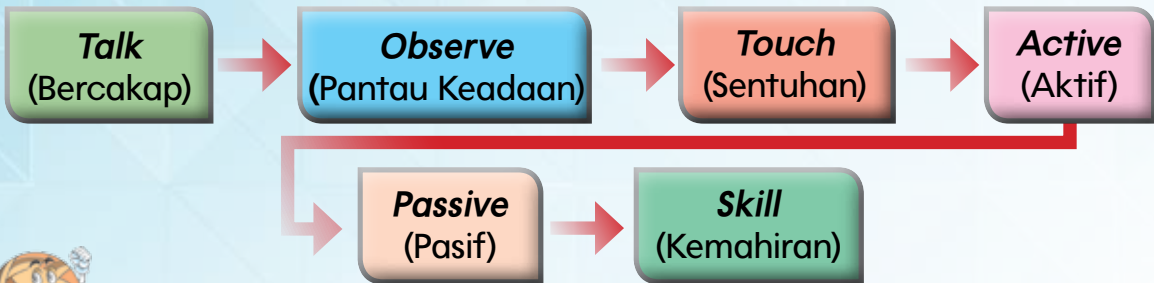 Talk
(Bercakap)
Observe
(Pantau Keadaan)
Touch
(Sentuhan)
Active
(Aktif)
Passive
(Pasif)
Skill
(Kemahiran)